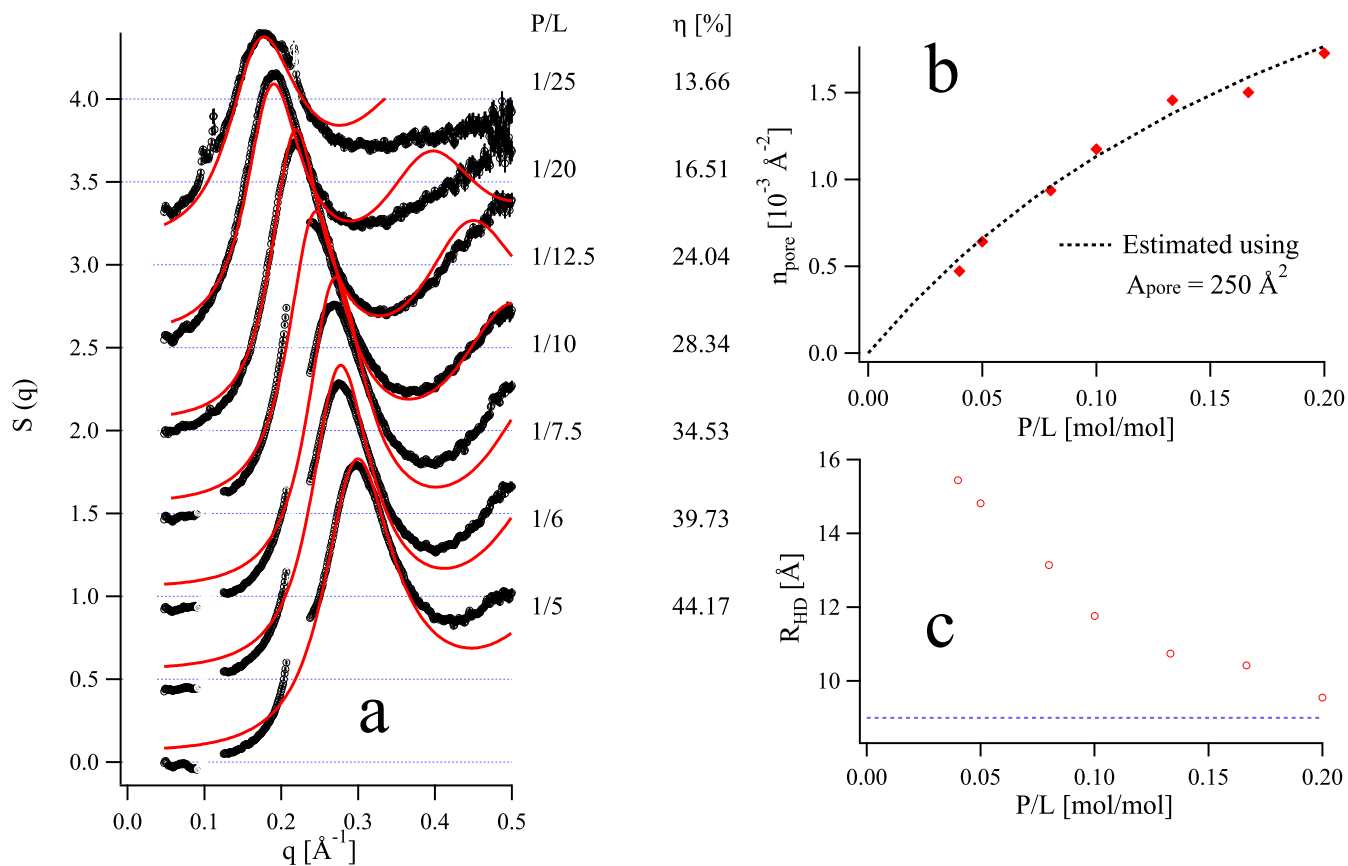 P/L η [%]
1/25 13.66
1/20 16.51
1/12.5 24.04
1/10 28.34
1/7.5 34.53
1/6 39.73
1/5 44.17
S (q)
4.0
3.5
3.0
2.5
2.0
1.5
1.0
0.5
0.0
a
0.0 0.1 0.2 0.3 0.4 0.5
q [Å⁻¹]
b
n_pore [10⁻³ Å⁻²]
1.5
1.0
0.5
0.0
Estimated using
A_pore = 250 Å²
0.00 0.05 0.10 0.15 0.20
P/L [mol/mol]
c
R_HD [Å]
16
14
12
10
0.00 0.05 0.10 0.15 0.20
P/L [mol/mol]